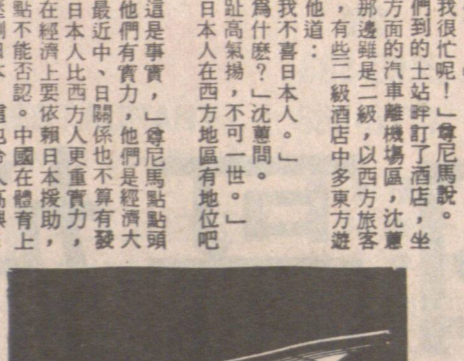 我很忙呢！」尊尼馬說。
們到的士站畔訂了酒店，坐
方面的汽車離機場區，沈蕙
那邊雖是二級，以西方旅客
，有些二級酒店中多東方遊
他道：
我不喜日本人。」
為什麽？」沈蕙問。
趾高氣揚，不可一世。」
日本人在西方地區有地位吧
這是事實，」尊尼馬點點頭
他們有實力，他們是經濟大
最近中、日關係也不算有發
日本人比西方人更重實力，
在經濟上要依賴日本援助，
點不能否認。中國在體育上